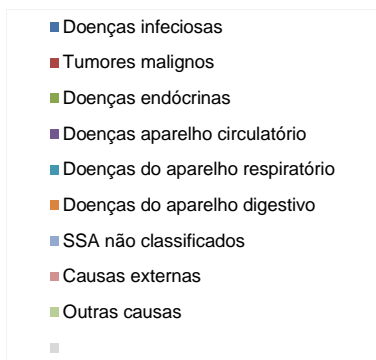 Doenças infeciosas
Tumores malignos
Doenças endócrinas
Doenças aparelho circulatório
Doenças do aparelho respiratório
Doenças do aparelho digestivo
SSA não classificados
Causas externas
Outras causas